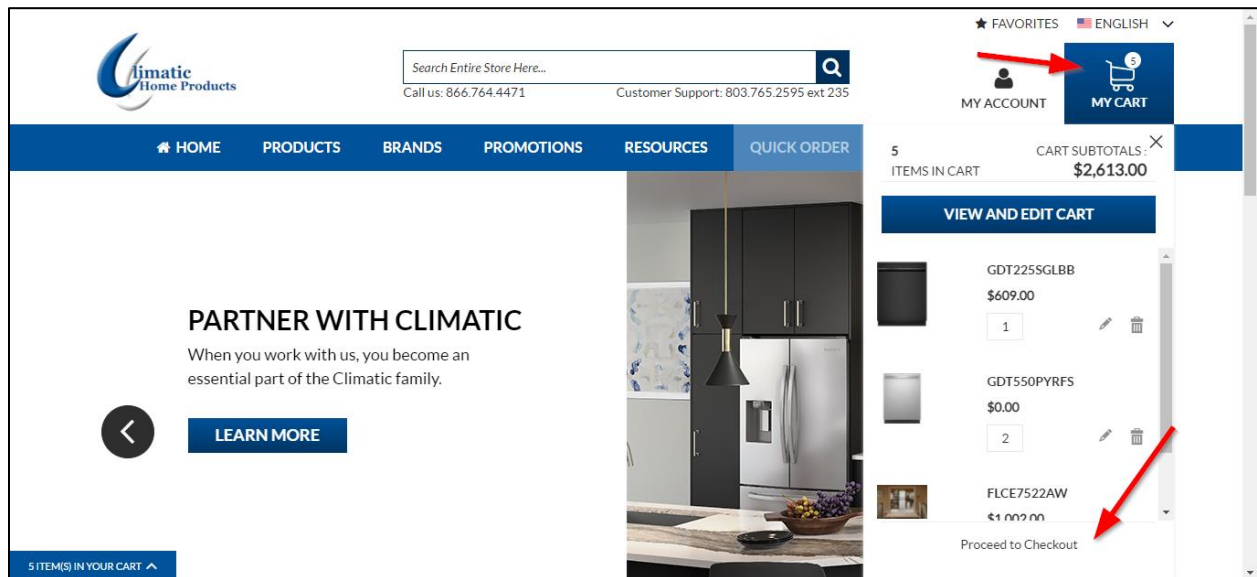 FAVORITES ENGLISH
Climatic
Home Products
Search Entire Store Here...
Call us: 866.764.4471 Customer Support: 803.765.2595 ext 235
MY ACCOUNT
5
MY CART
HOME PRODUCTS BRANDS PROMOTIONS RESOURCES QUICK ORDER
5
ITEMS IN CART
CART SUBTOTALS :
$2,613.00
VIEW AND EDIT CART
GDT225SGLBB
$609.00
1
GDT550PYRFS
$0.00
2
FLCE7522AW
$1,002.00
Proceed to Checkout
PARTNER WITH CLIMATIC
When you work with us, you become an
essential part of the Climatic family.
LEARN MORE
5 ITEM(S) IN YOUR CART